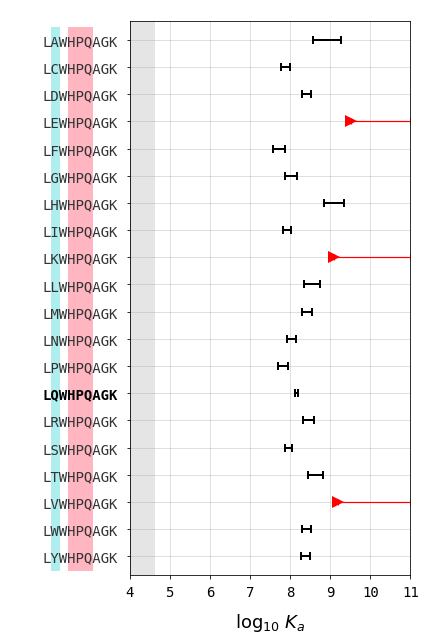 LAWHPQAGK
LCWHPQAGK
LDWHPQAGK
LEWHPQAGK
LFWHPQAGK
LGWHPQAGK
LHWHPQAGK
LIWHPQAGK
LKWHPQAGK
LLWHPQAGK
LMWHPQAGK
LNWHPQAGK
LPWHPQAGK
LQWHPQAGK
LRWHPQAGK
LSWHPQAGK
LTWHPQAGK
LVWHPQAGK
LWWHPQAGK
LYWHPQAGK
4 5 6 7 8 9 10 11
log₁₀ Kₐ